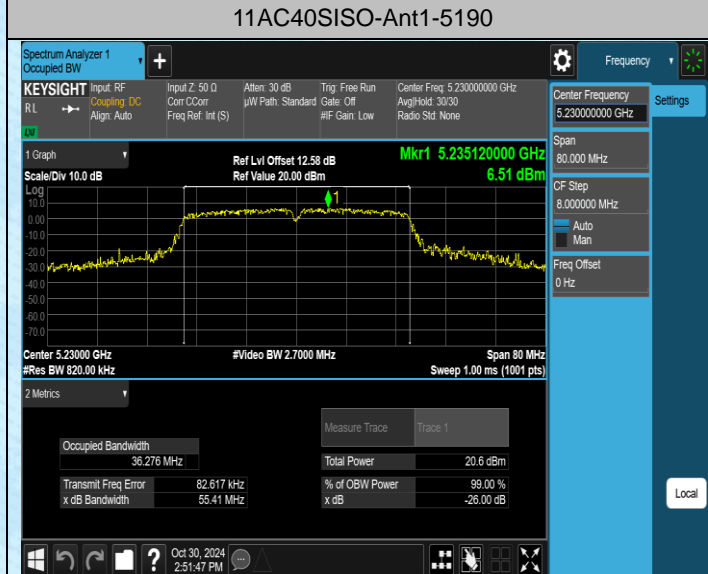 11AC40SISO-Ant1-5190
Spectrum Analyzer 1
Occupied BW
+
Frequency
KEYSIGHT
RL
LXI
Input: RF
Coupling: DC
Align: Auto
Input Z: 50 Ω
Corr CCorr
Freq Ref: Int (S)
Atten: 30 dB
µW Path: Standard
Trig: Free Run
Gate: Off
#IF Gain: Low
Center Freq: 5.230000000 GHz
Avg|Hold: 30/30
Radio Std: None
Center Frequency
5.230000000 GHz
Settings
Span
80.000 MHz
CF Step
8.000000 MHz
Auto
Man
Freq Offset
0 Hz
1 Graph
Scale/Div 10.0 dB
Ref Lvl Offset 12.58 dB
Ref Value 20.00 dBm
Mkr1 5.235120000 GHz
6.51 dBm
Log
10.0
0.00
-10.0
-20.0
-30.0
-40.0
-50.0
-60.0
-70.0
1
Center 5.23000 GHz
#Video BW 2.7000 MHz
Span 80 MHz
#Res BW 820.00 kHz
Sweep 1.00 ms (1001 pts)
2 Metrics
Measure Trace
Trace 1
Occupied Bandwidth
36.276 MHz
Total Power
20.6 dBm
Transmit Freq Error
82.617 kHz
% of OBW Power
99.00 %
x dB Bandwidth
55.41 MHz
x dB
-26.00 dB
Local
?
Oct 30, 2024
2:51:47 PM